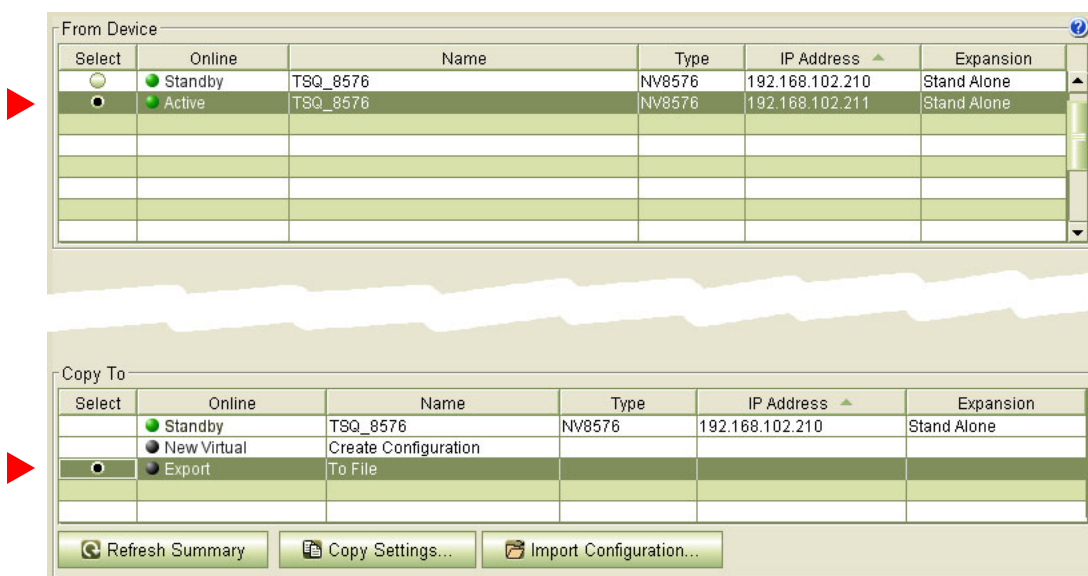 From Device
?
Select Online Name Type IP Address Expansion
Standby TSQ_8576 NV8576 192.168.102.210 Stand Alone
Active TSQ_8576 NV8576 192.168.102.211 Stand Alone
Copy To
Select Online Name Type IP Address Expansion
Standby TSQ_8576 NV8576 192.168.102.210 Stand Alone
New Virtual Create Configuration
Export To File
Refresh Summary Copy Settings... Import Configuration...